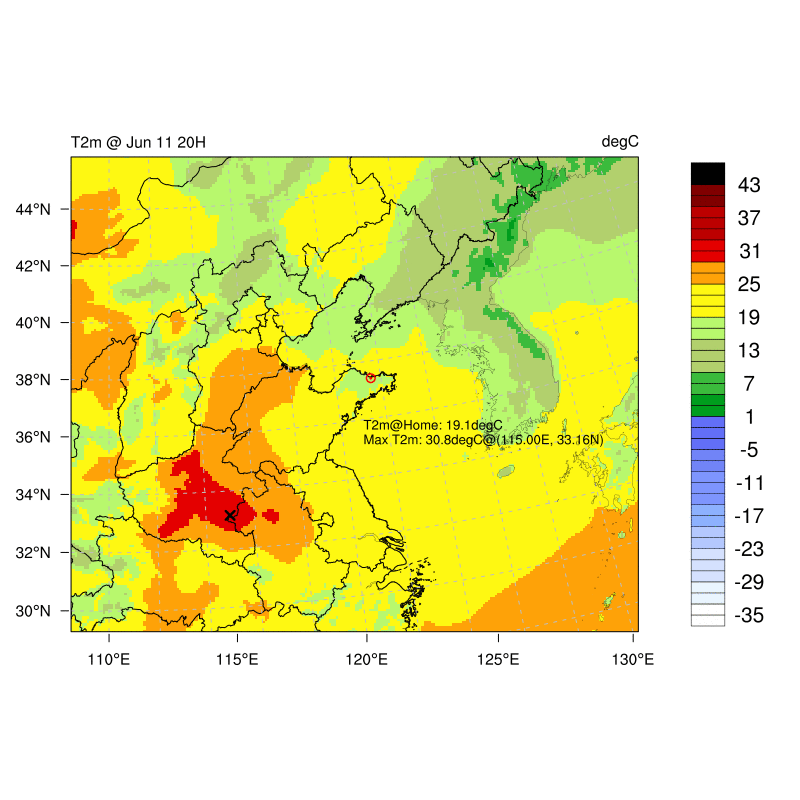 T2m @ Jun 11 20H
degC
44°N
42°N
40°N
38°N
36°N
34°N
32°N
30°N
110°E
115°E
120°E
125°E
130°E
T2m@Home: 19.1degC
Max T2m: 30.8degC@(115.00E, 33.16N)
43
37
31
25
19
13
7
1
-5
-11
-17
-23
-29
-35